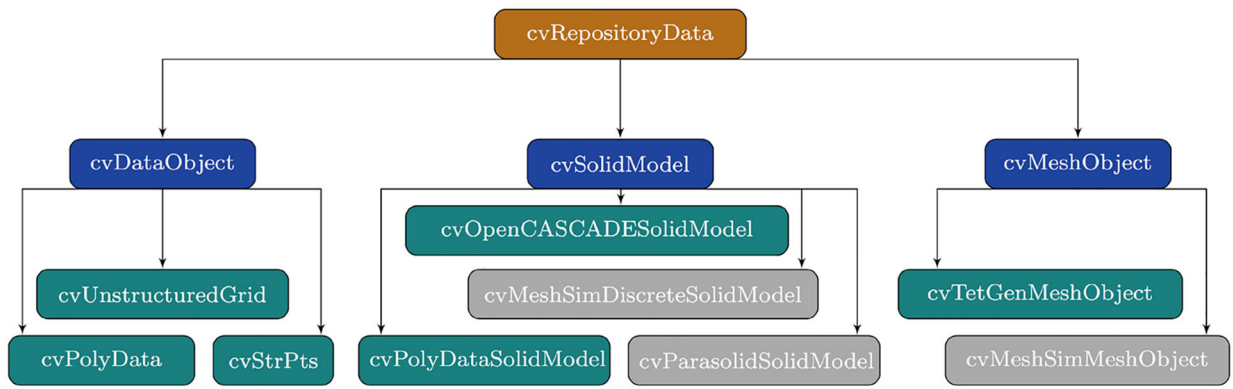 cvRepositoryData
cvDataObject
cvSolidModel
cvMeshObject
cvOpenCASCADESolidModel
cvUnstructuredGrid
cvMeshSimDiscreteSolidModel
cvTetGenMeshObject
cvPolyData
cvStrPts
cvPolyDataSolidModel
cvParasolidSolidModel
cvMeshSimMeshObject